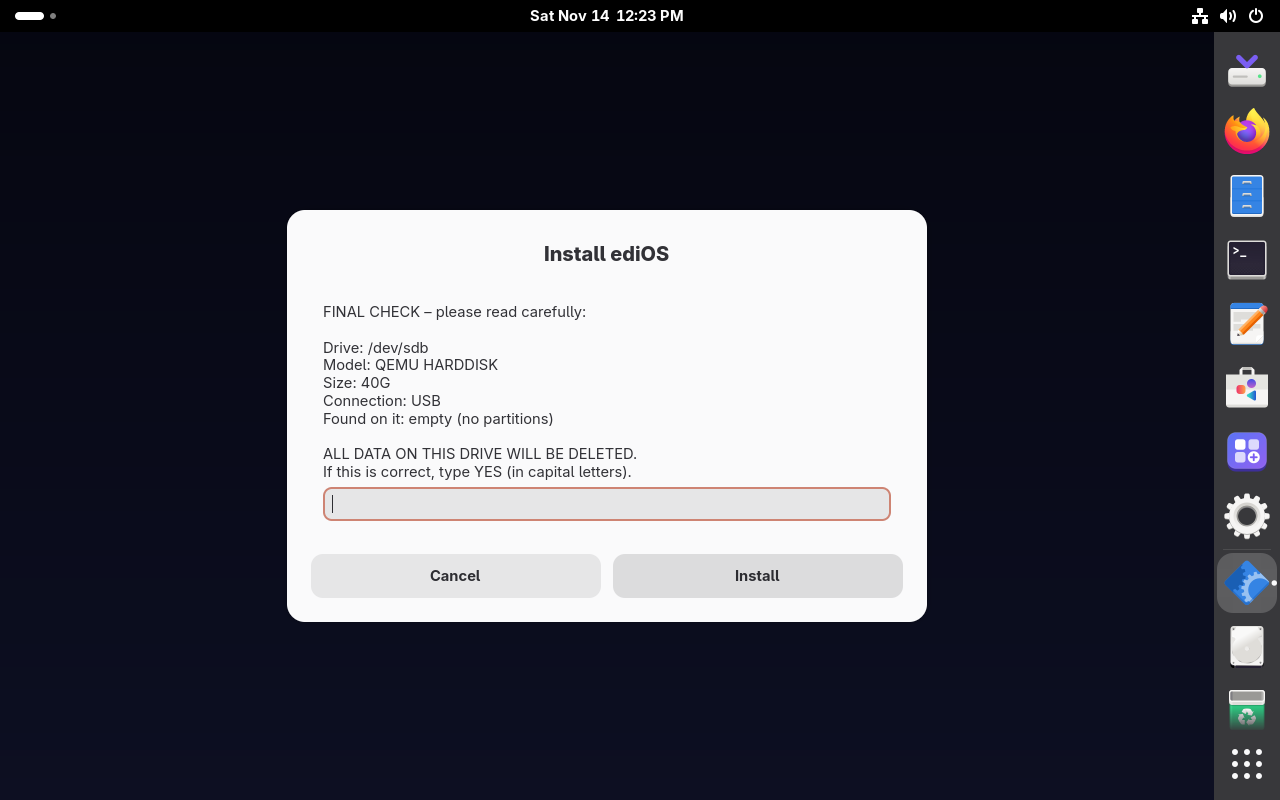 Sat Nov 14 12:23 PM
Install ediOS
FINAL CHECK – please read carefully:
Drive: /dev/sdb
Model: QEMU HARDDISK
Size: 40G
Connection: USB
Found on it: empty (no partitions)
ALL DATA ON THIS DRIVE WILL BE DELETED.
If this is correct, type YES (in capital letters).
Cancel
Install